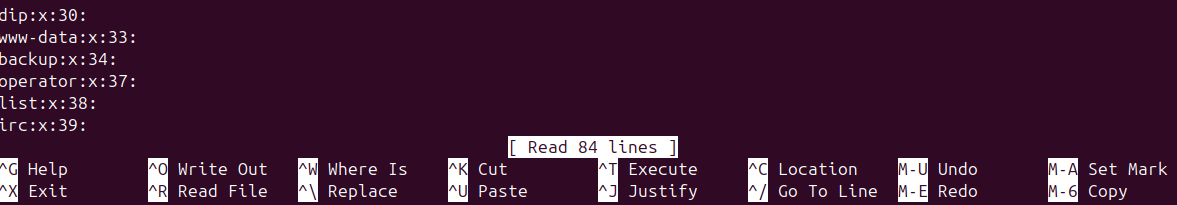 dip:x:30:
www-data:x:33:
backup:x:34:
operator:x:37:
list:x:38:
irc:x:39:
[ Read 84 lines ]
^G Help ^O Write Out ^W Where Is ^K Cut ^T Execute ^C Location M-U Undo M-A Set Mark
^X Exit ^R Read File ^\ Replace ^U Paste ^J Justify ^/ Go To Line M-E Redo M-6 Copy